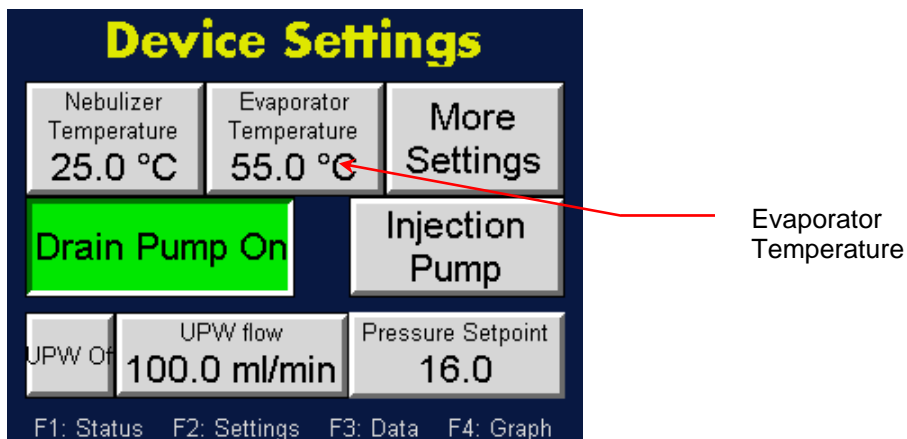 Device Settings
Nebulizer
Temperature
25.0 °C
Evaporator
Temperature
55.0 °C
More
Settings
Drain Pump On
Injection
Pump
UPW Of
UPW flow
100.0 ml/min
Pressure Setpoint
16.0
F1: Status F2: Settings F3: Data F4: Graph
Evaporator
Temperature